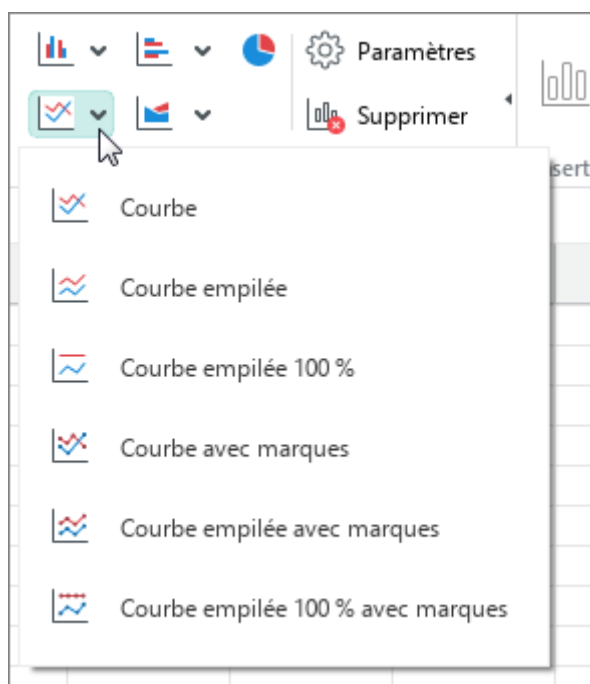 Paramètres
Supprimer
sert
Courbe
Courbe empilée
Courbe empilée 100 %
Courbe avec marques
Courbe empilée avec marques
Courbe empilée 100 % avec marques